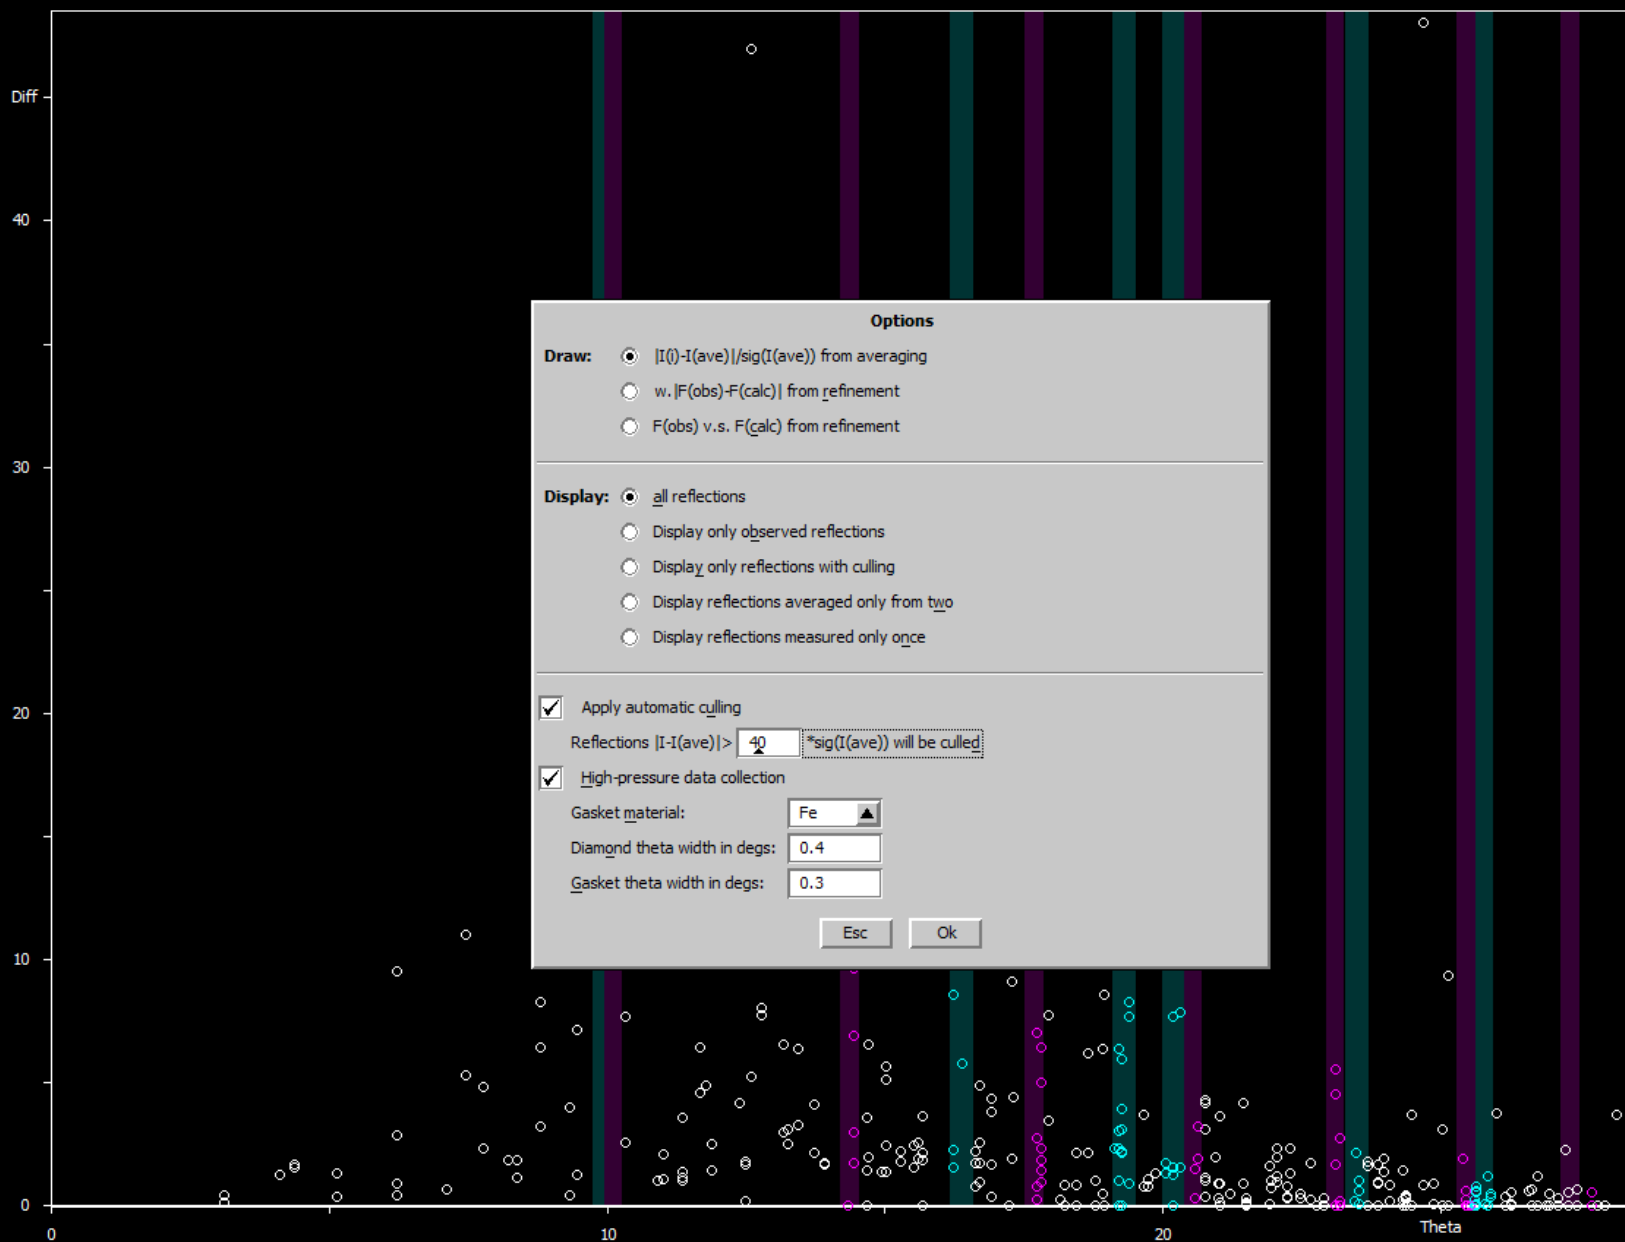 Diff
40
30
20
10
0
0
10
20
Theta
Options
Draw:
|I(i)-I(ave)|/sig(I(ave)) from averaging
w.|F(obs)-F(calc)| from refinement
F(obs) v.s. F(calc) from refinement
Display:
all reflections
Display only observed reflections
Display only reflections with culling
Display reflections averaged only from two
Display reflections measured only once
Apply automatic culling
Reflections |I-I(ave)|> 40 *sig(I(ave)) will be culled
High-pressure data collection
Gasket material: Fe
Diamond theta width in degs: 0.4
Gasket theta width in degs: 0.3
Esc Ok